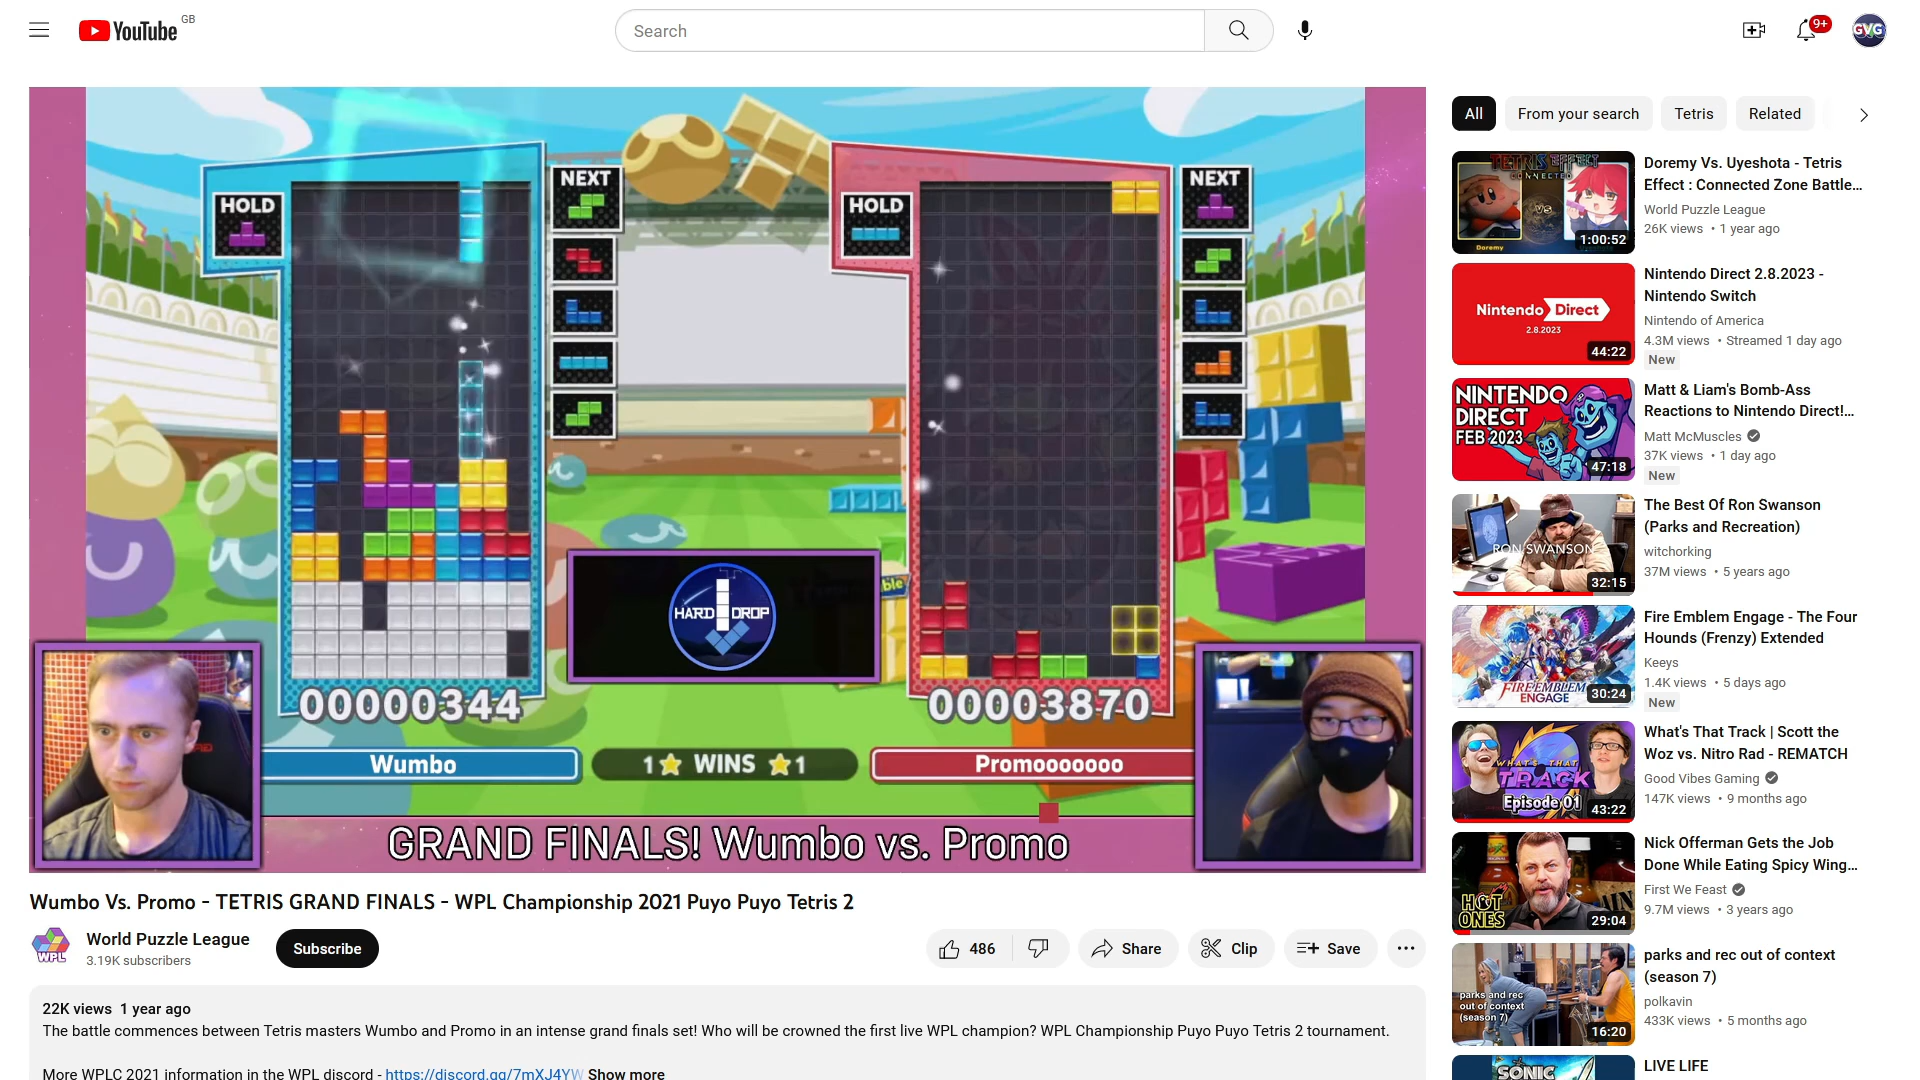 YouTube GB
Search
9+
GVG
HOLD
NEXT
HOLD
NEXT
HARD DROP
ble
00000344
00003870
Wumbo
1 WINS 1
Promooooooo
GRAND FINALS! Wumbo vs. Promo
Wumbo Vs. Promo - TETRIS GRAND FINALS - WPL Championship 2021 Puyo Puyo Tetris 2
WPL
World Puzzle League
3.19K subscribers
Subscribe
486
Share
Clip
Save
22K views 1 year ago
The battle commences between Tetris masters Wumbo and Promo in an intense grand finals set! Who will be crowned the first live WPL champion? WPL Championship Puyo Puyo Tetris 2 tournament.
More WPLC 2021 information in the WPL discord - https://discord.gg/7mXJ4YW Show more
All
From your search
Tetris
Related
TETRIS EFFECT
CONNECTED
VS
Doremy
1:00:52
Doremy Vs. Uyeshota - Tetris
Effect : Connected Zone Battle...
World Puzzle League
26K views • 1 year ago
Nintendo Direct
2.8.2023
44:22
Nintendo Direct 2.8.2023 -
Nintendo Switch
Nintendo of America
4.3M views • Streamed 1 day ago
New
NINTENDO
DIRECT
FEB 2023
47:18
Matt & Liam's Bomb-Ass
Reactions to Nintendo Direct!...
Matt McMuscles
37K views • 1 day ago
New
RON SWANSON
32:15
The Best Of Ron Swanson
(Parks and Recreation)
witchorking
37M views • 5 years ago
FIRE EMBLEM
ENGAGE
30:24
Fire Emblem Engage - The Four
Hounds (Frenzy) Extended
Keeys
1.4K views • 5 days ago
New
WHAT'S THAT
TRACK
Episode 01
43:22
What's That Track | Scott the
Woz vs. Nitro Rad - REMATCH
Good Vibes Gaming
147K views • 9 months ago
HOT
ONES
29:04
Nick Offerman Gets the Job
Done While Eating Spicy Wing...
First We Feast
9.7M views • 3 years ago
parks and rec
out of context
(season 7)
16:20
parks and rec out of context
(season 7)
polkavin
433K views • 5 months ago
SONIC
LIVE LIFE